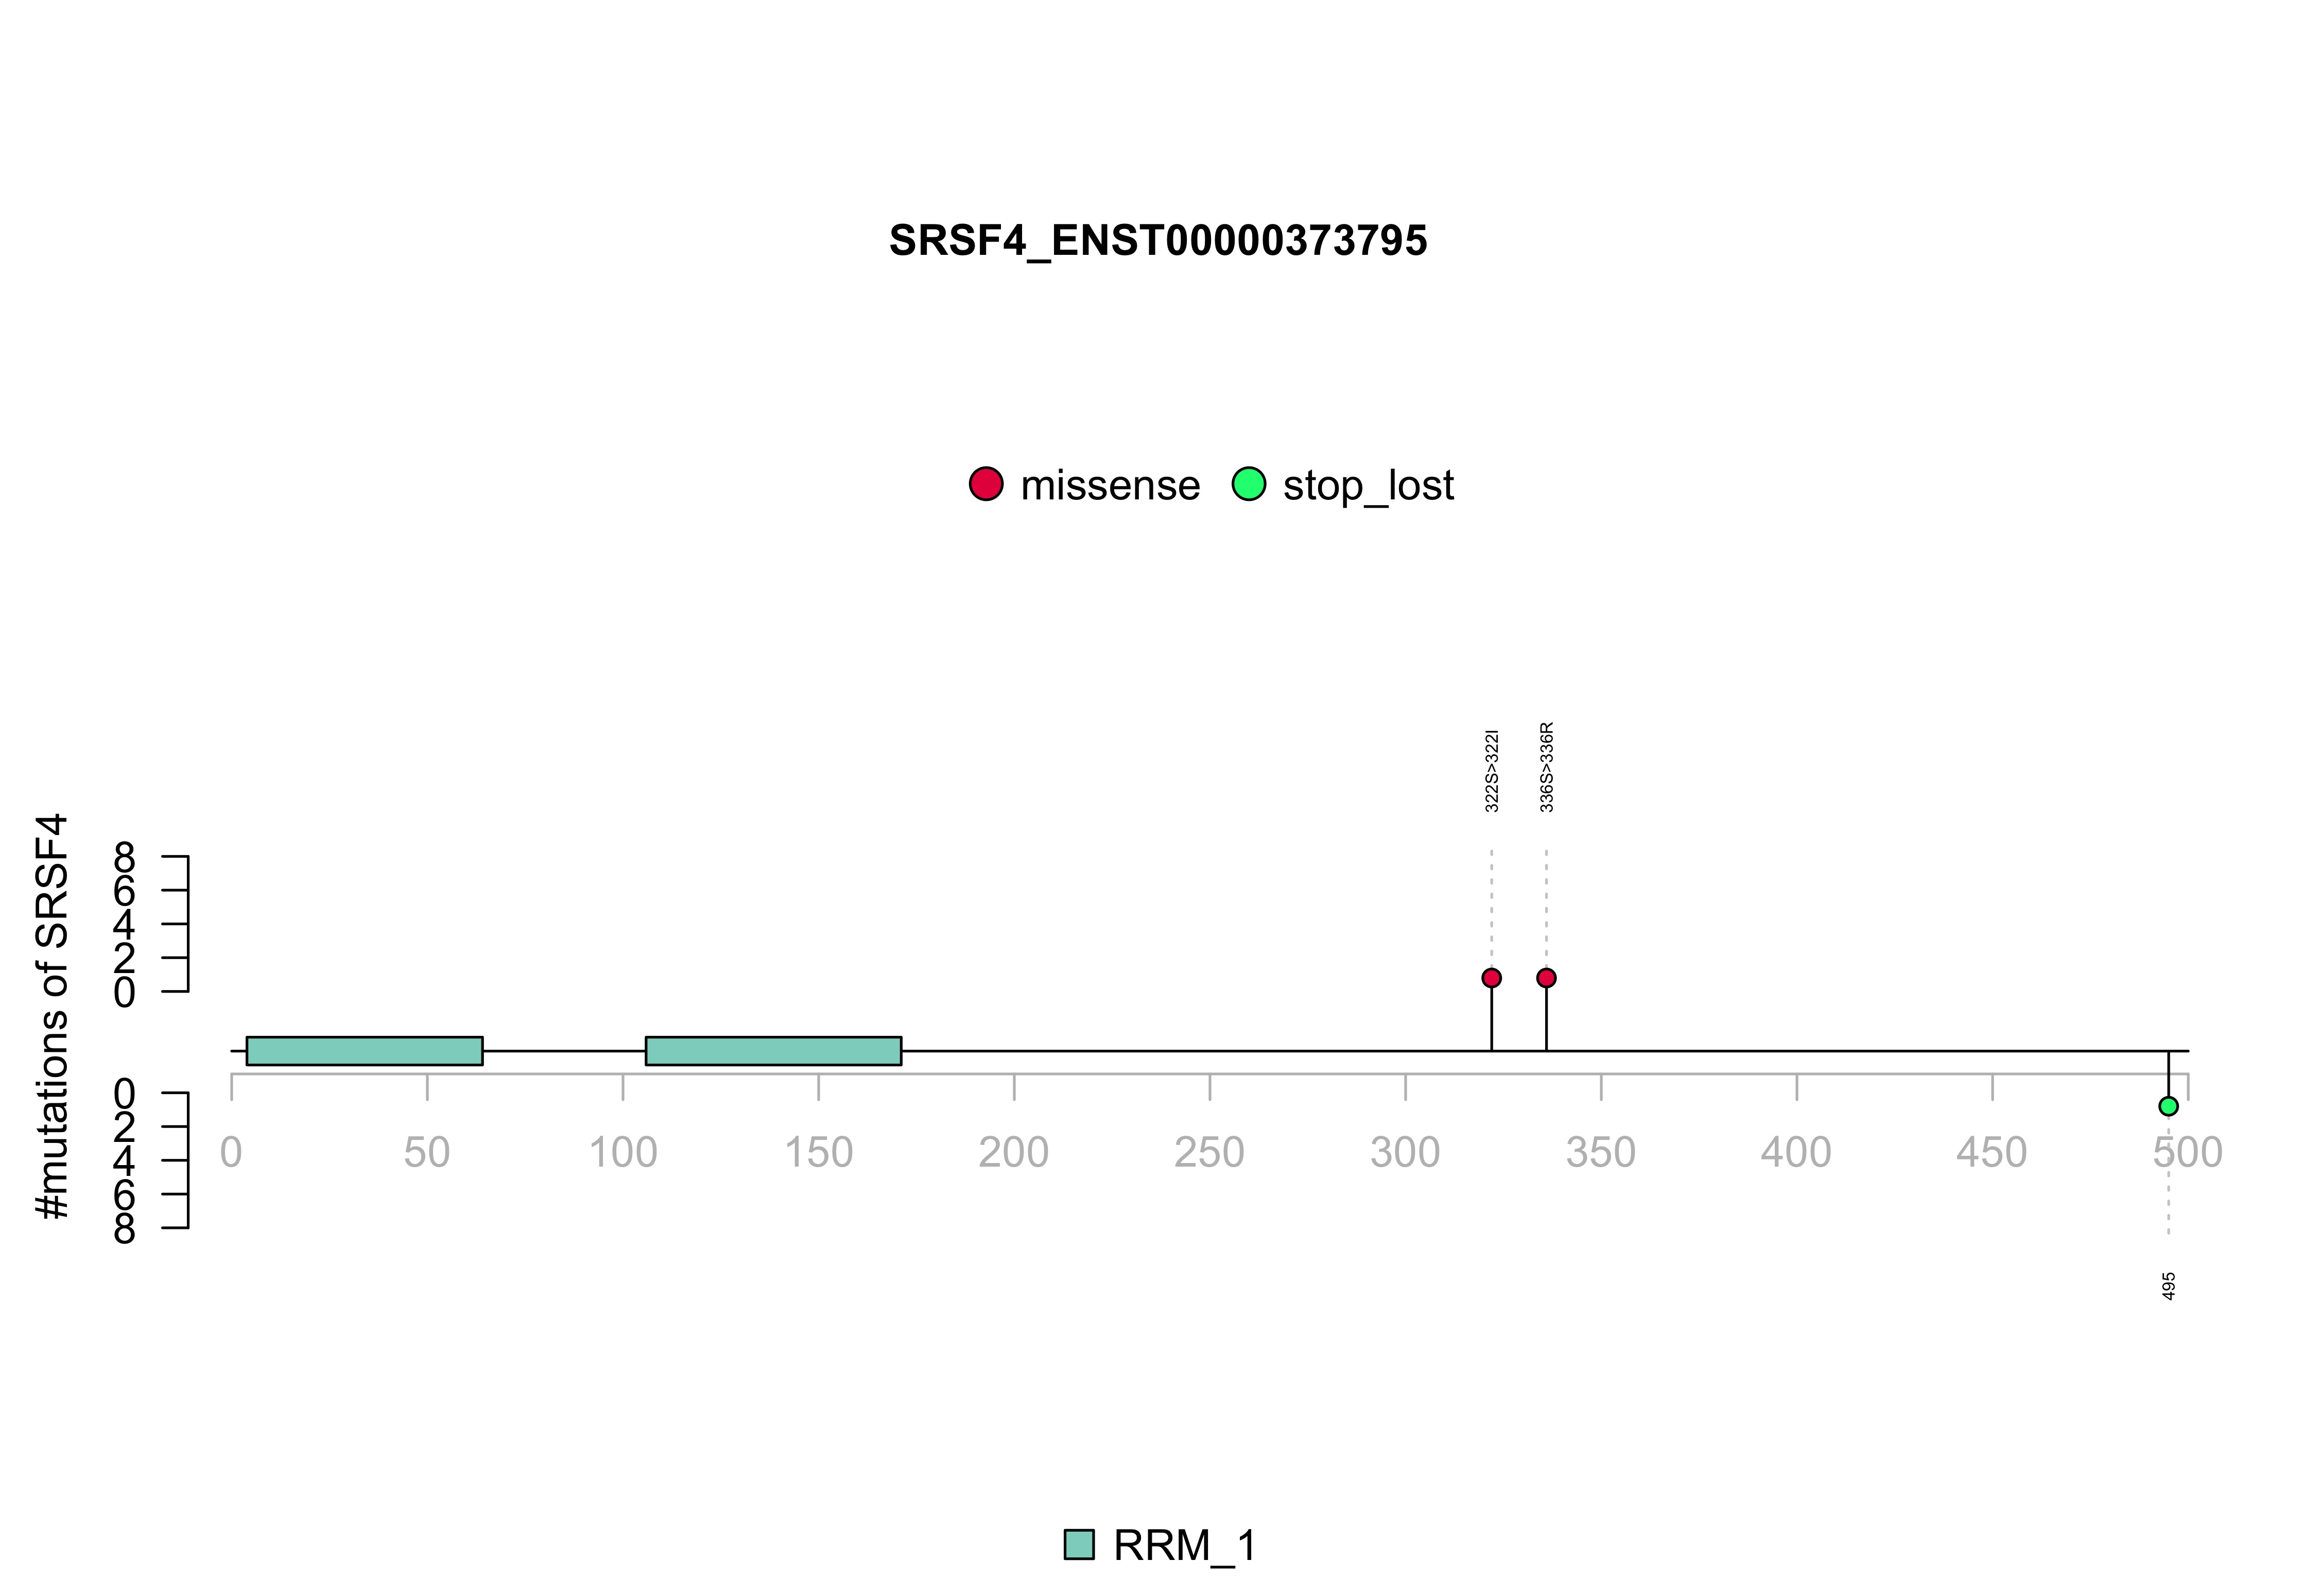 SRSF4_ENST00000373795
missense stop_lost
322S>322I
336S>336R
#mutations of SRSF4
8
6
4
2
0
0
2
4
6
8
0 50 100 150 200 250 300 350 400 450 500
495
RRM_1